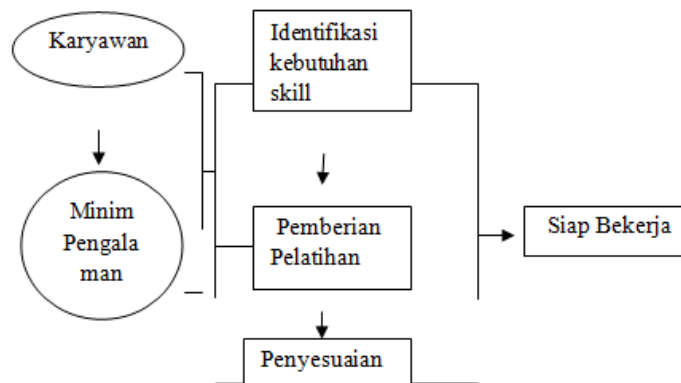 Karyawan
Identifikasi
kebutuhan
skill
Minim
Pengala
man
Pemberian
Pelatihan
Siap Bekerja
Penyesuaian